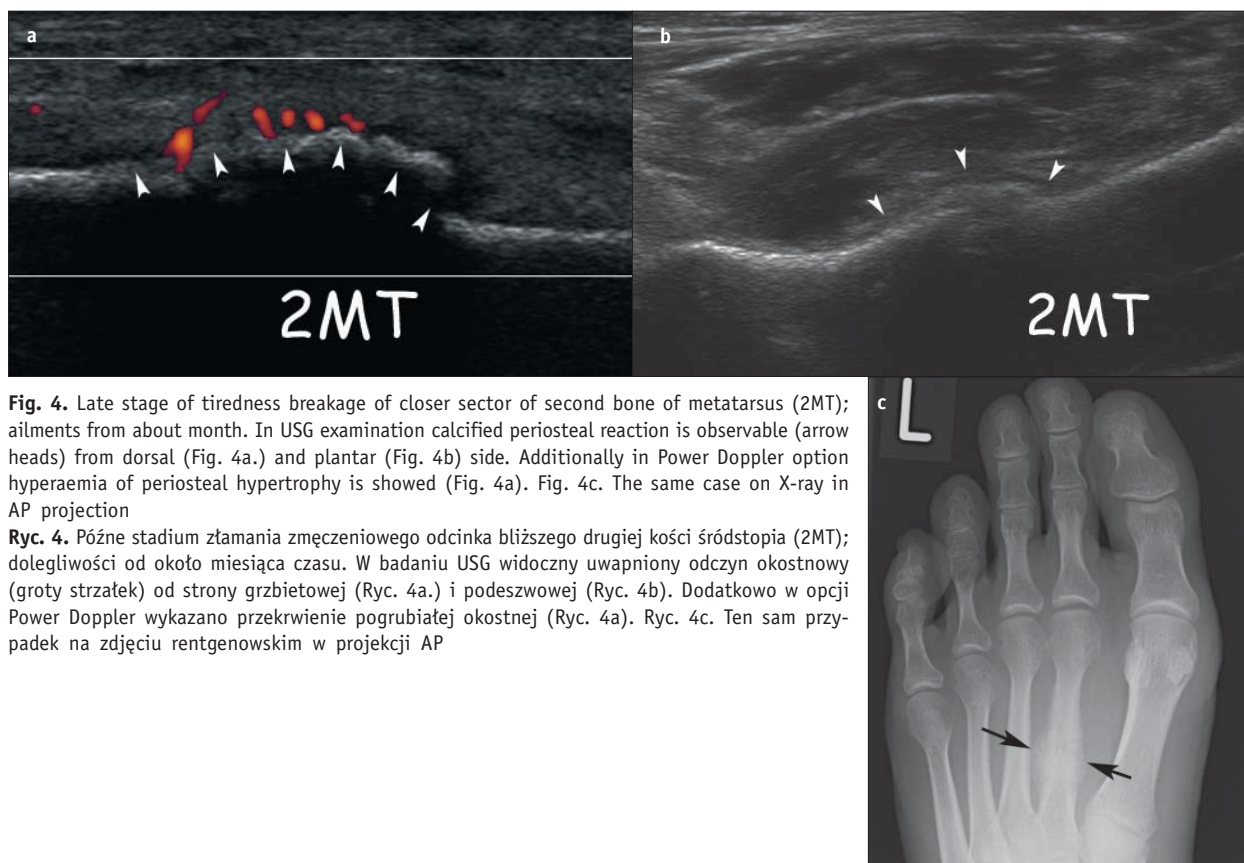 a
b
2MT
2MT
Fig. 4. Late stage of tiredness breakage of closer sector of second bone of metatarsus (2MT);
ailments from about month. In USG examination calcified periosteal reaction is observable (arrow
heads) from dorsal (Fig. 4a.) and plantar (Fig. 4b) side. Additionally in Power Doppler option
hyperaemia of periosteal hypertrophy is showed (Fig. 4a). Fig. 4c. The same case on X-ray in
AP projection
Ryc. 4. Późne stadium złamania zmęczeniowego odcinka bliższego drugiej kości śródstopia (2MT);
dolegliwości od około miesiąca czasu. W badaniu USG widoczny uwapniony odczyn okostnowy
(groty strzałek) od strony grzbietowej (Ryc. 4a.) i podeszwowej (Ryc. 4b). Dodatkowo w opcji
Power Doppler wykazano przekrwienie pogrubiałej okostnej (Ryc. 4a). Ryc. 4c. Ten sam przy-
padek na zdjęciu rentgenowskim w projekcji AP
c
L